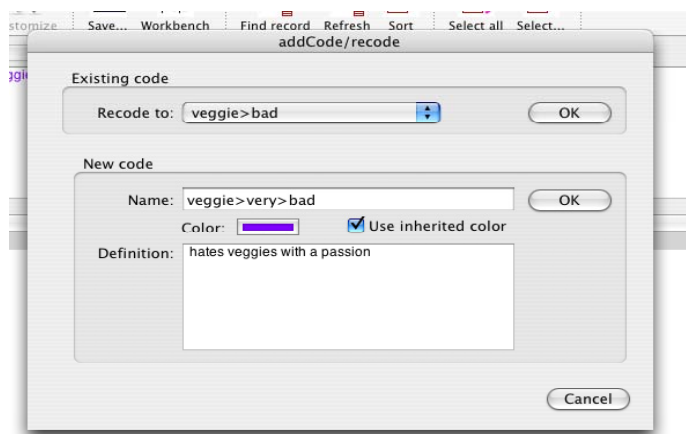 stomize Save... Workbench Find record Refresh Sort Select all Select...
addCode/recode
ggie
Existing code
Recode to: veggie>bad OK
New code
Name: veggie>very>bad OK
Color: Use inherited color
Definition: hates veggies with a passion
Cancel